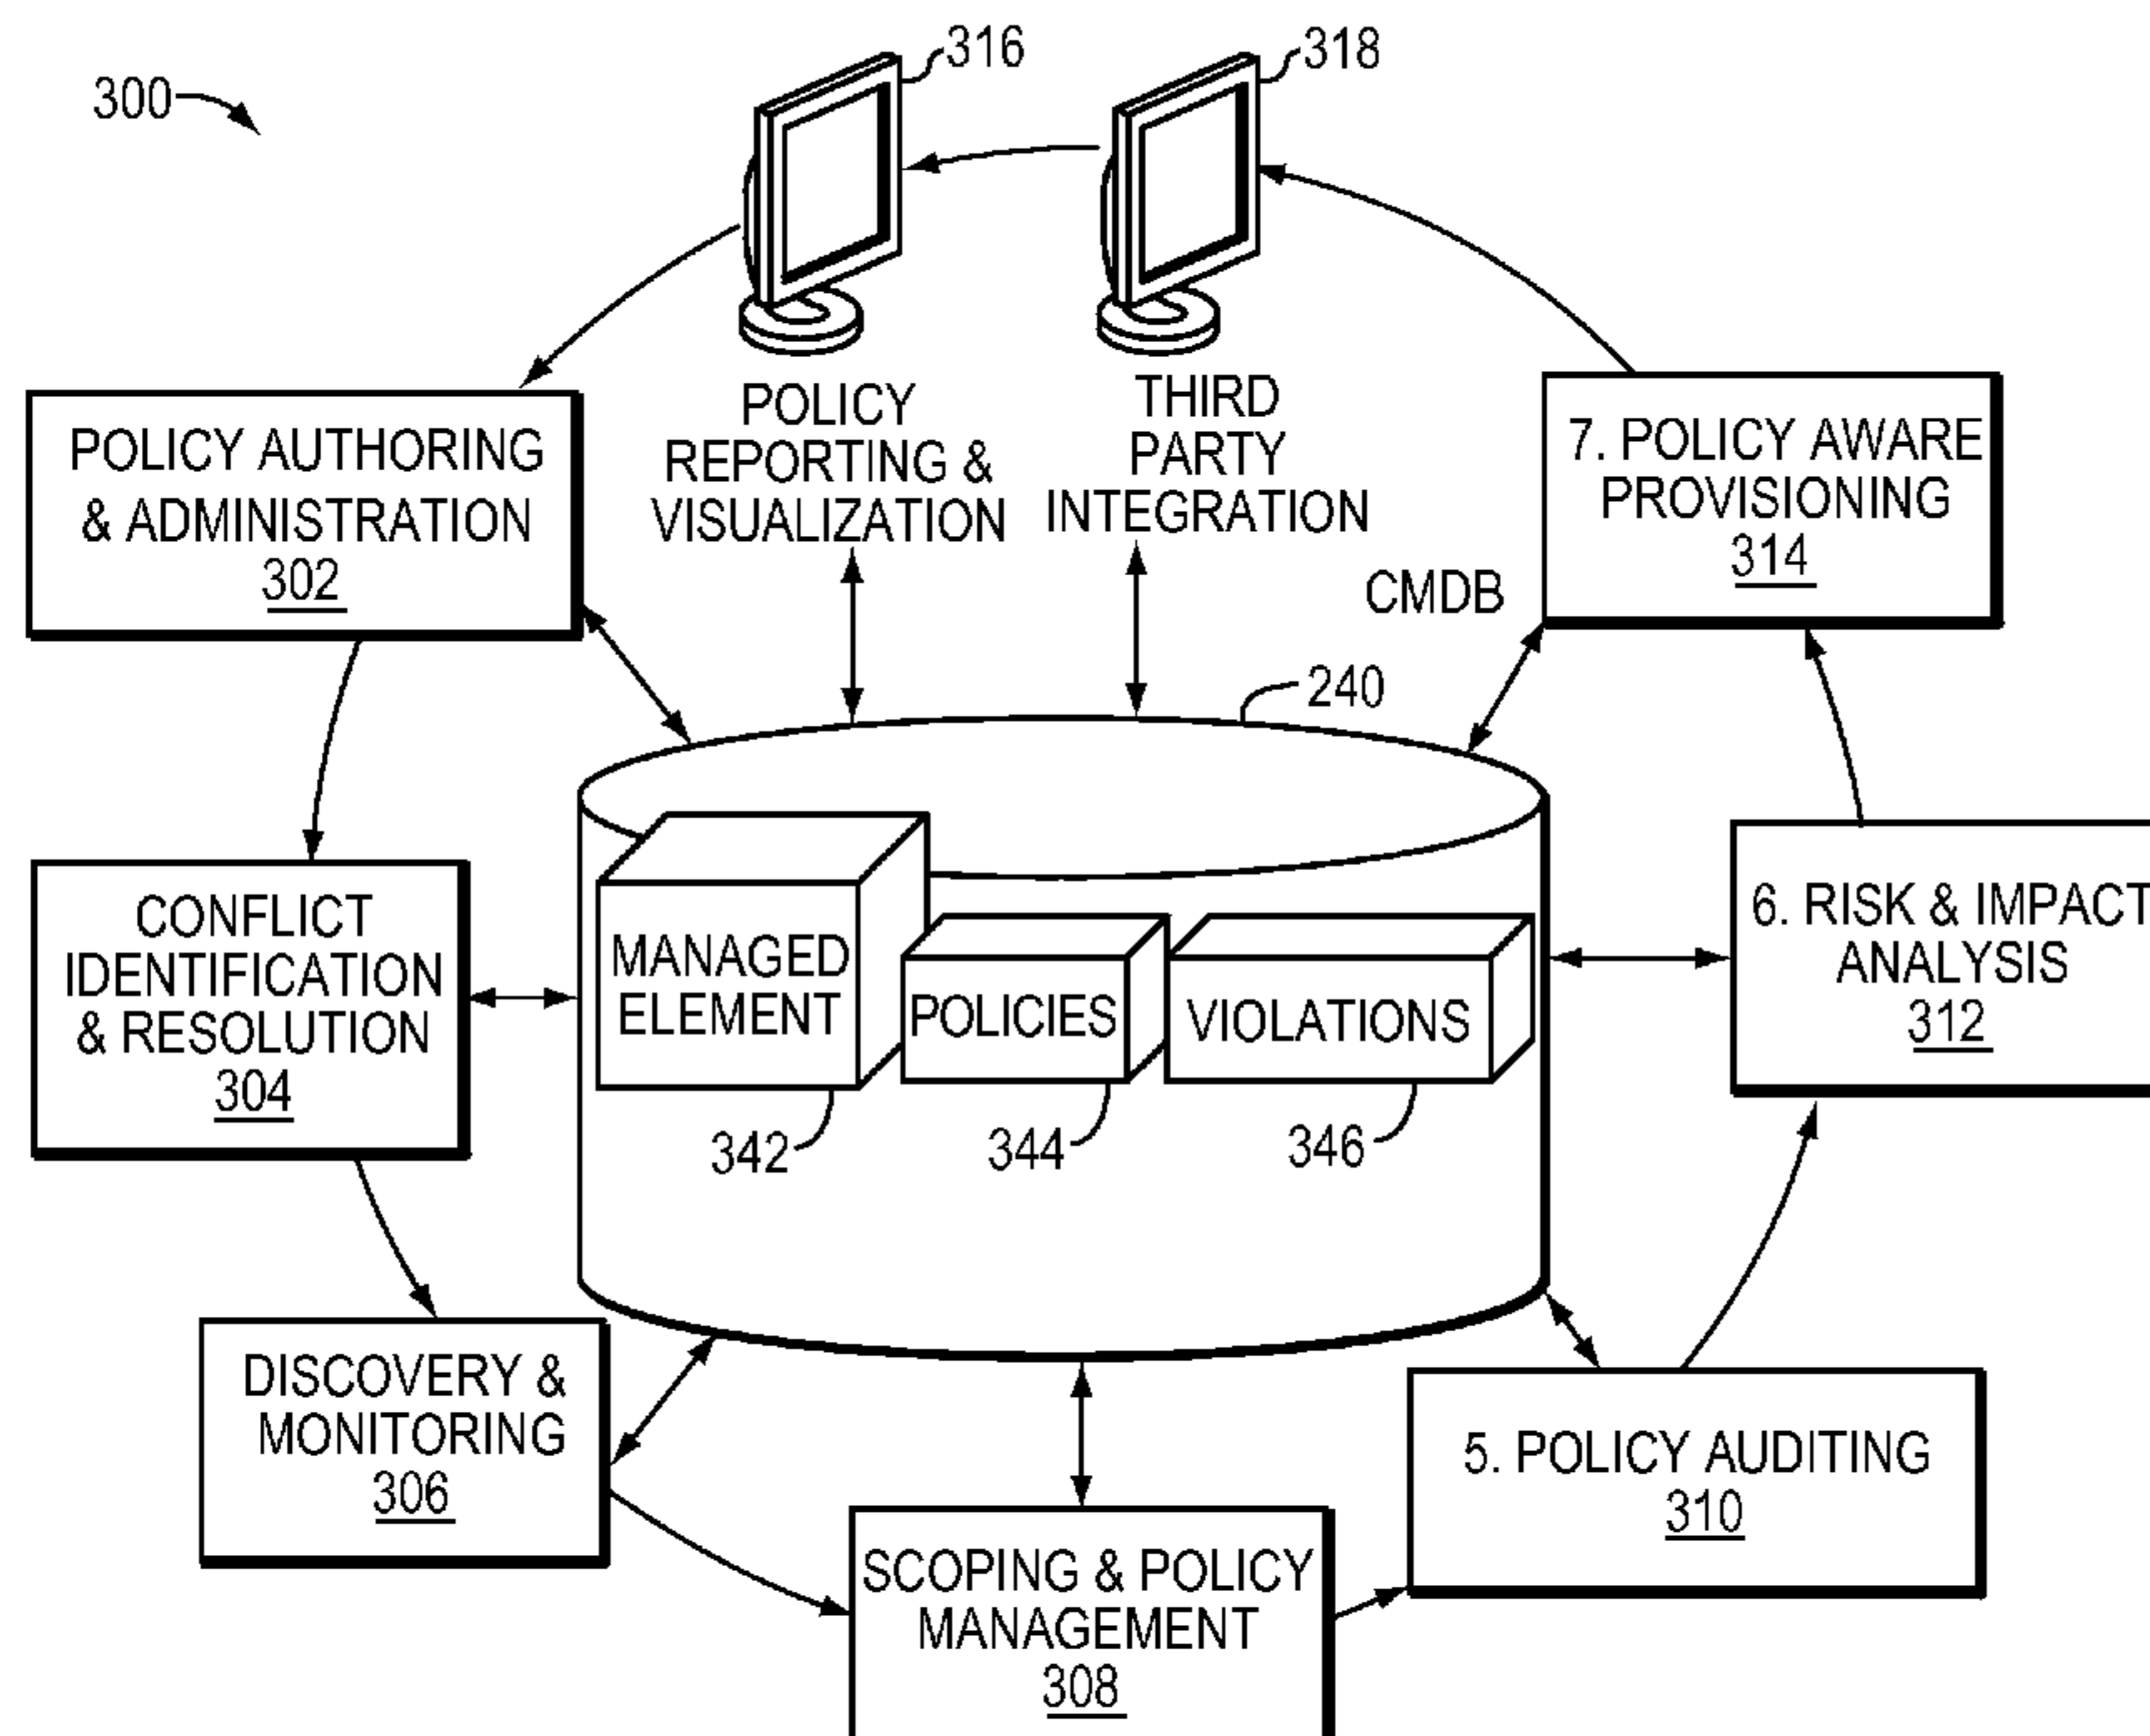 300
316
318
POLICY AUTHORING
& ADMINISTRATION
302
POLICY
REPORTING &
VISUALIZATION
THIRD
PARTY
INTEGRATION
7. POLICY AWARE
PROVISIONING
314
CMDB
240
CONFLICT
IDENTIFICATION
& RESOLUTION
304
MANAGED
ELEMENT
POLICIES
VIOLATIONS
342
344
346
6. RISK & IMPACT
ANALYSIS
312
DISCOVERY &
MONITORING
306
SCOPING & POLICY
MANAGEMENT
308
5. POLICY AUDITING
310